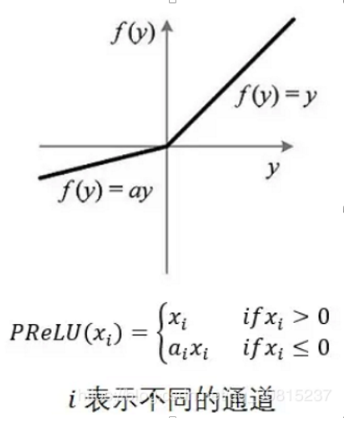 f(y)
f(y) = y
y
f(y) = ay
PReLU(xᵢ) = { xᵢ if xᵢ > 0
aᵢxᵢ if xᵢ ≤ 0
i 表示不同的通道